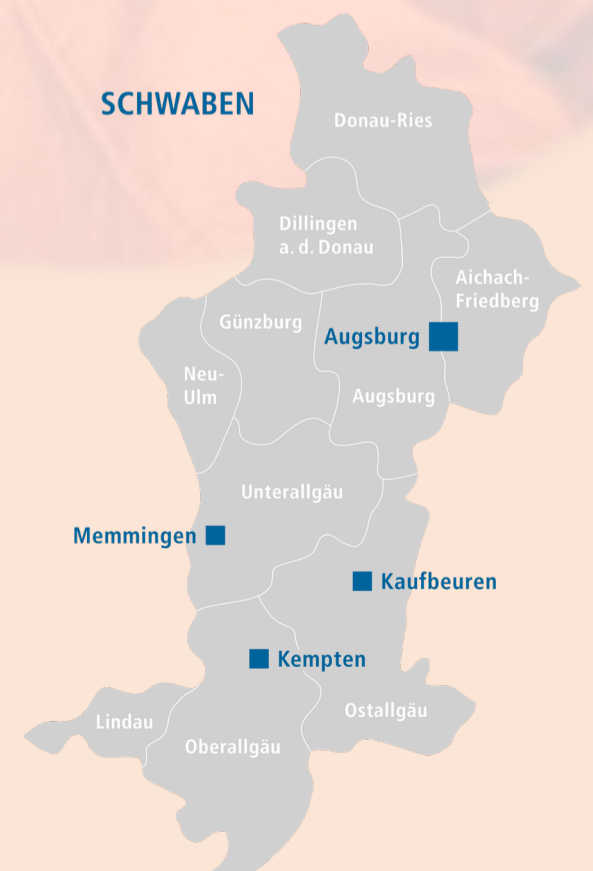 SCHWABEN
Donau-Ries
Dillingen
a. d. Donau
Aichach-
Friedberg
Günzburg
Augsburg
Neu-
Ulm
Augsburg
Unterallgäu
Memmingen
Kaufbeuren
Kempten
Ostallgäu
Lindau
Oberallgäu